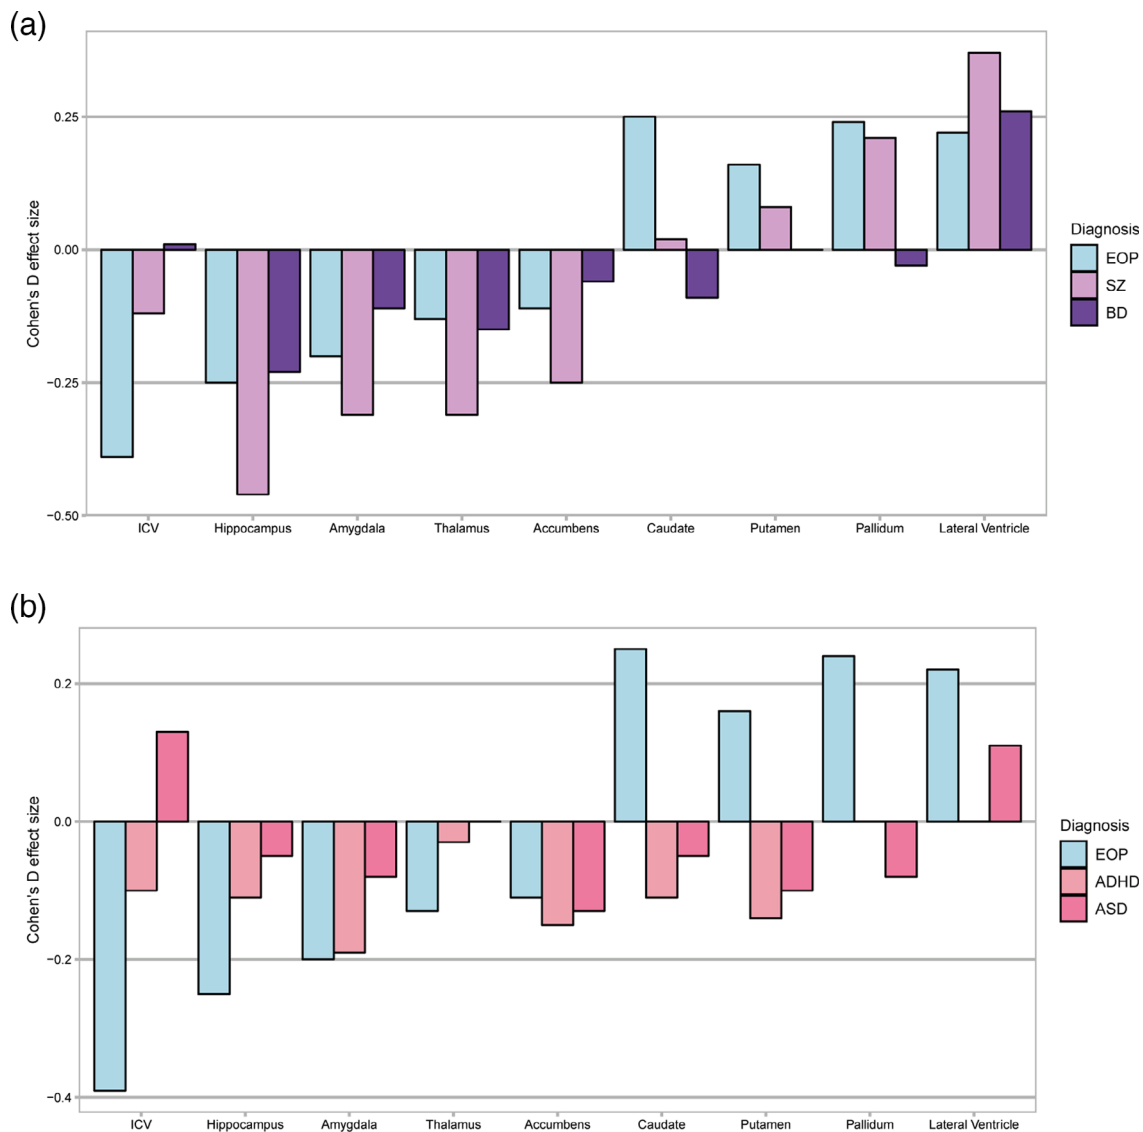 (a)
Cohen's D effect size
0.25
0.00
−0.25
−0.50
ICV Hippocampus Amygdala Thalamus Accumbens Caudate Putamen Pallidum Lateral Ventricle
Diagnosis
EOP
SZ
BD
(b)
Cohen's D effect size
0.2
0.0
−0.2
−0.4
ICV Hippocampus Amygdala Thalamus Accumbens Caudate Putamen Pallidum Lateral Ventricle
Diagnosis
EOP
ADHD
ASD